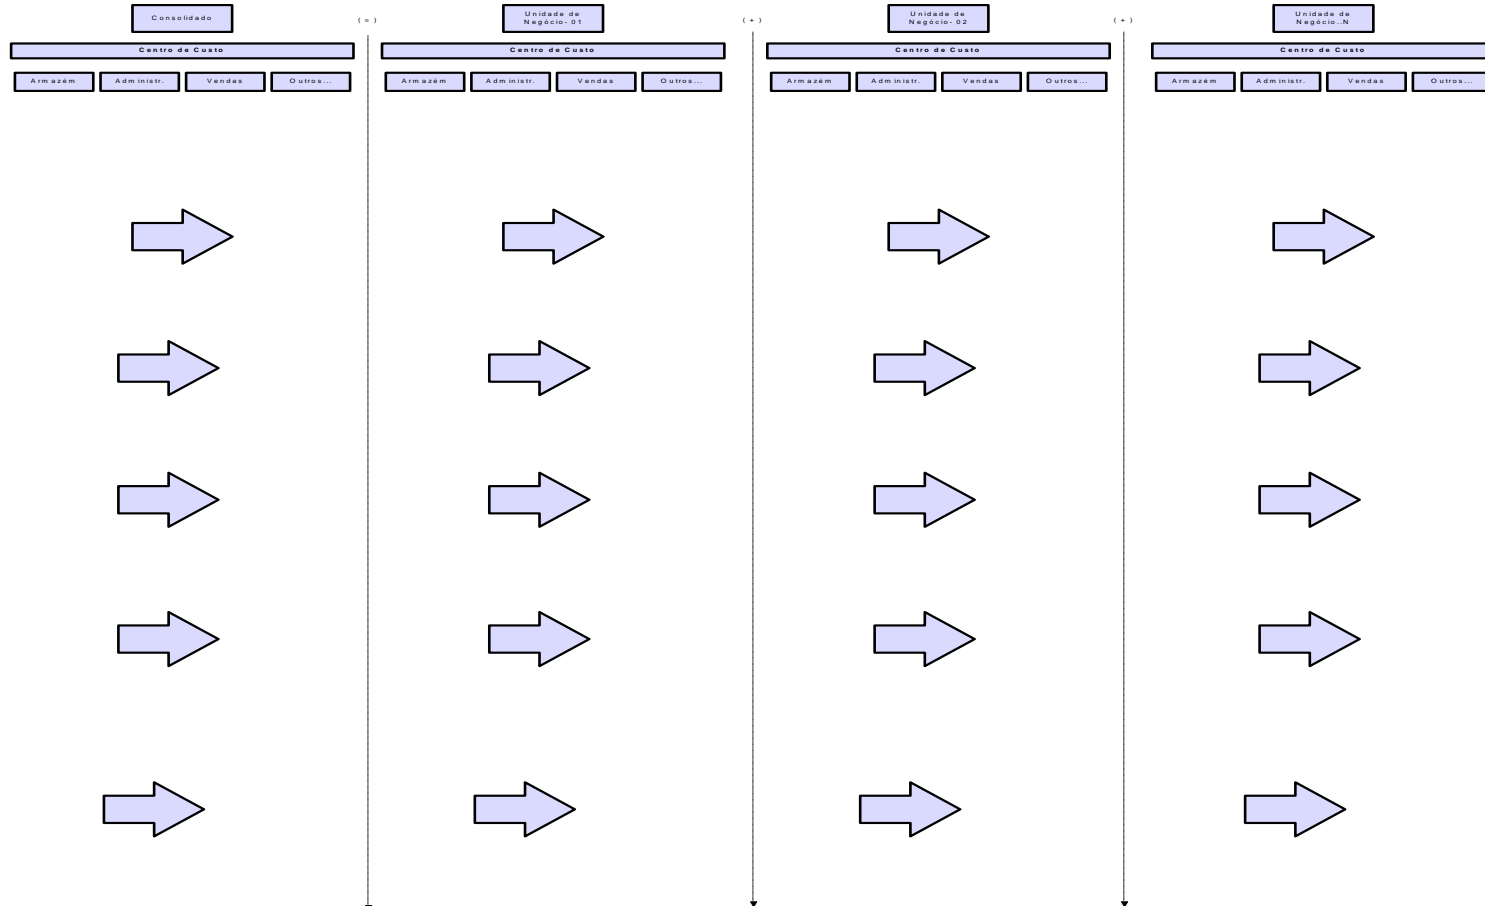 Consolidado
( = )
Unidade de
Negócio- 01
( + )
Unidade de
Negócio- 02
( + )
Unidade de
Negócio..N
Centro de Custo
Centro de Custo
Centro de Custo
Centro de Custo
Armazém Administr. Vendas Outros...
Armazém Administr. Vendas Outros...
Armazém Administr. Vendas Outros...
Armazém Administr. Vendas Outros...